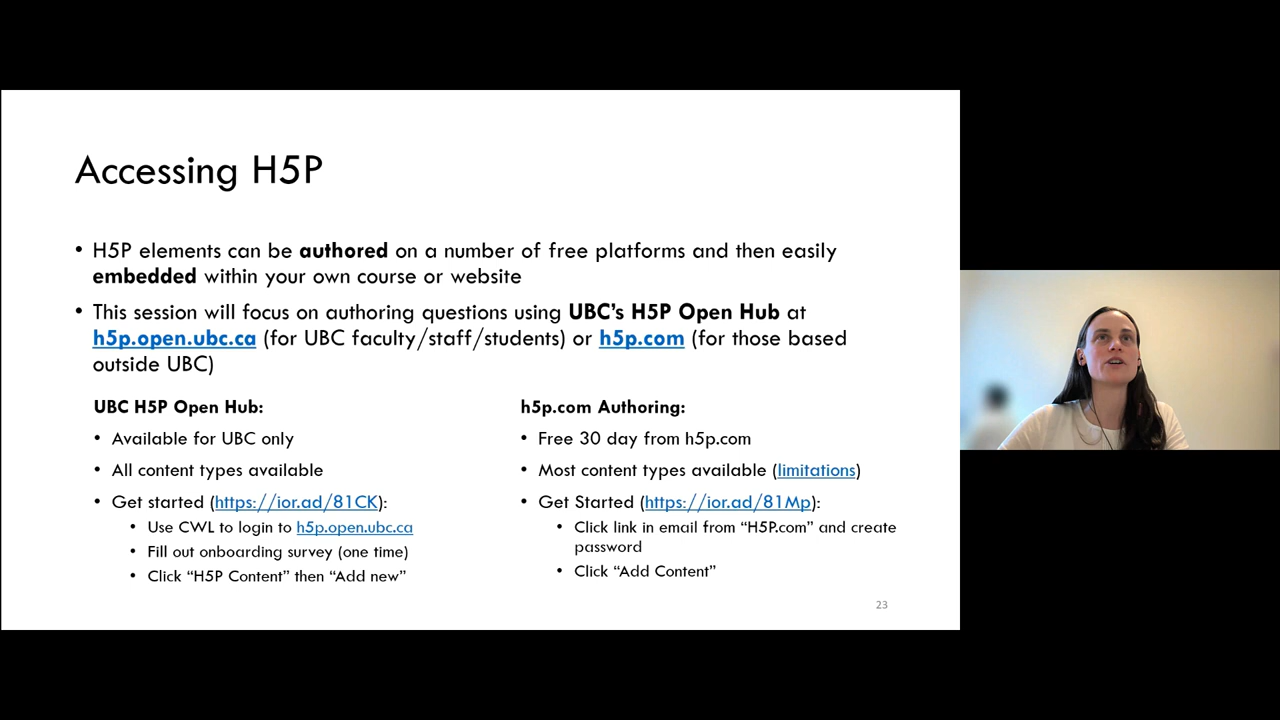 Accessing H5P
• H5P elements can be authored on a number of free platforms and then easily
embedded within your own course or website
• This session will focus on authoring questions using UBC’s H5P Open Hub at
h5p.open.ubc.ca (for UBC faculty/staff/students) or h5p.com (for those based
outside UBC)
UBC H5P Open Hub:
• Available for UBC only
• All content types available
• Get started (https://ior.ad/81CK):
• Use CWL to login to h5p.open.ubc.ca
• Fill out onboarding survey (one time)
• Click “H5P Content” then “Add new”
h5p.com Authoring:
• Free 30 day from h5p.com
• Most content types available (limitations)
• Get Started (https://ior.ad/81Mp):
• Click link in email from “H5P.com” and create
password
• Click “Add Content”
23